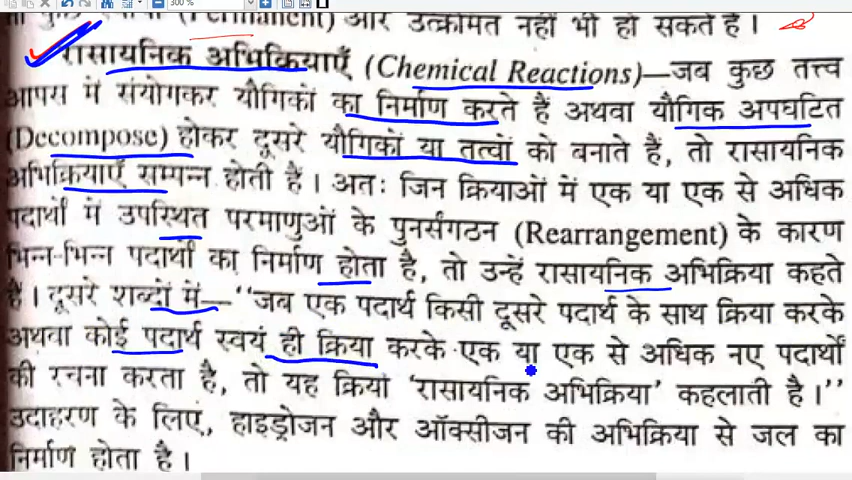 300 %
(Permanent) और उत्क्रमित नहीं भी हो सकते हैं।
रासायनिक अभिक्रियाएँ (Chemical Reactions)—जब कुछ तत्त्व
आपस में संयोगकर यौगिकों का निर्माण करते हैं अथवा यौगिक अपघटित
(Decompose) होकर दूसरे यौगिकों या तत्वों को बनाते हैं, तो रासायनिक
अभिक्रियाएँ सम्पन्न होती हैं। अतः जिन क्रियाओं में एक या एक से अधिक
पदार्थों में उपस्थित परमाणुओं के पुनर्संगठन (Rearrangement) के कारण
भिन्न-भिन्न पदार्थों का निर्माण होता है, तो उन्हें रासायनिक अभिक्रिया कहते
हैं। दूसरे शब्दों में—‘‘जब एक पदार्थ किसी दूसरे पदार्थ के साथ क्रिया करके
अथवा कोई पदार्थ स्वयं ही क्रिया करके एक या एक से अधिक नए पदार्थों
की रचना करता है, तो यह क्रिया ‘रासायनिक अभिक्रिया’ कहलाती है।’’
उदाहरण के लिए, हाइड्रोजन और ऑक्सीजन की अभिक्रिया से जल का
निर्माण होता है।